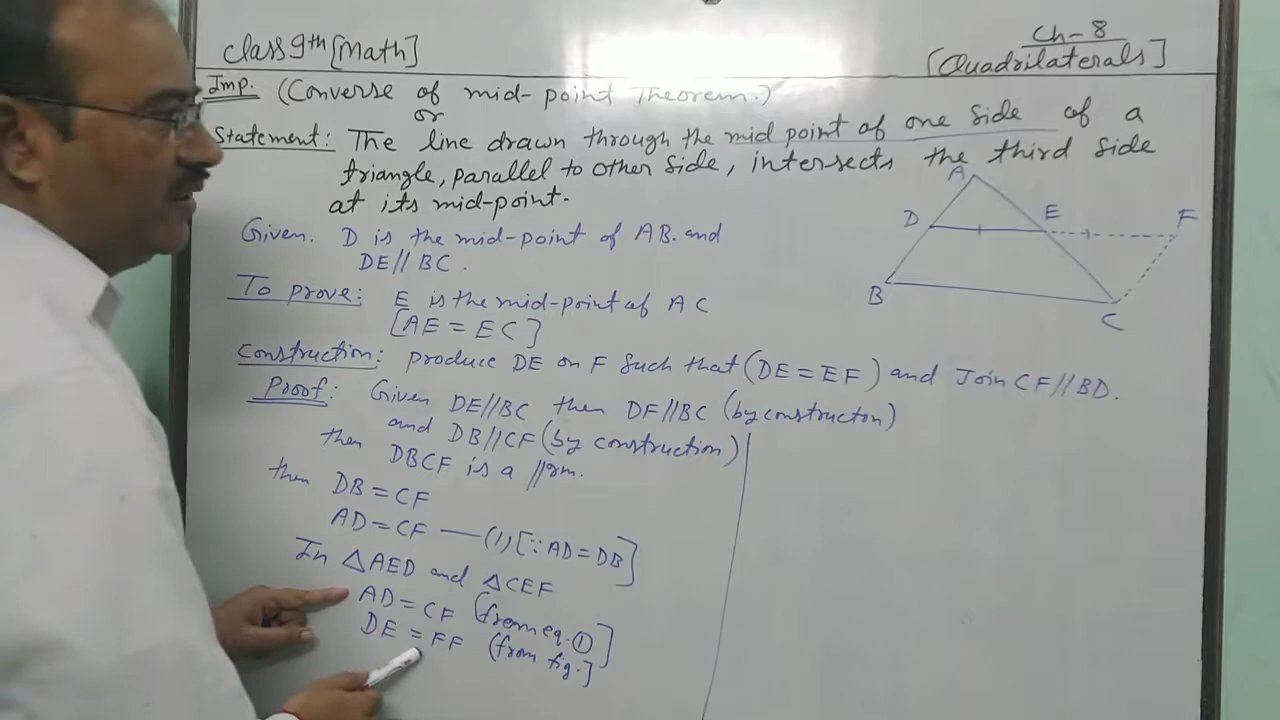 Class 9th [Math]
Ch-8
[Quadrilaterals]
Imp. (Converse of mid-point Theorem.)
or
Statement: The line drawn through the mid point of one side of a
triangle, parallel to other side, intersects the third side
at its mid-point.
A
D
E
F
B
C
Given. D is the mid-point of AB. and
DE//BC.
To prove: E is the mid-point of AC
[AE = EC]
Construction: produce DE on F such that (DE = EF) and Join CF//BD.
Proof: Given DE//BC then DF//BC (by constructon)
and DB//CF (by construction)
then DBCF is a //gm.
then DB = CF
AD = CF — (1) [∵ AD = DB]
In △AED and △CEF
AD = CF (from eq. ①]
DE = FF (from fig.]